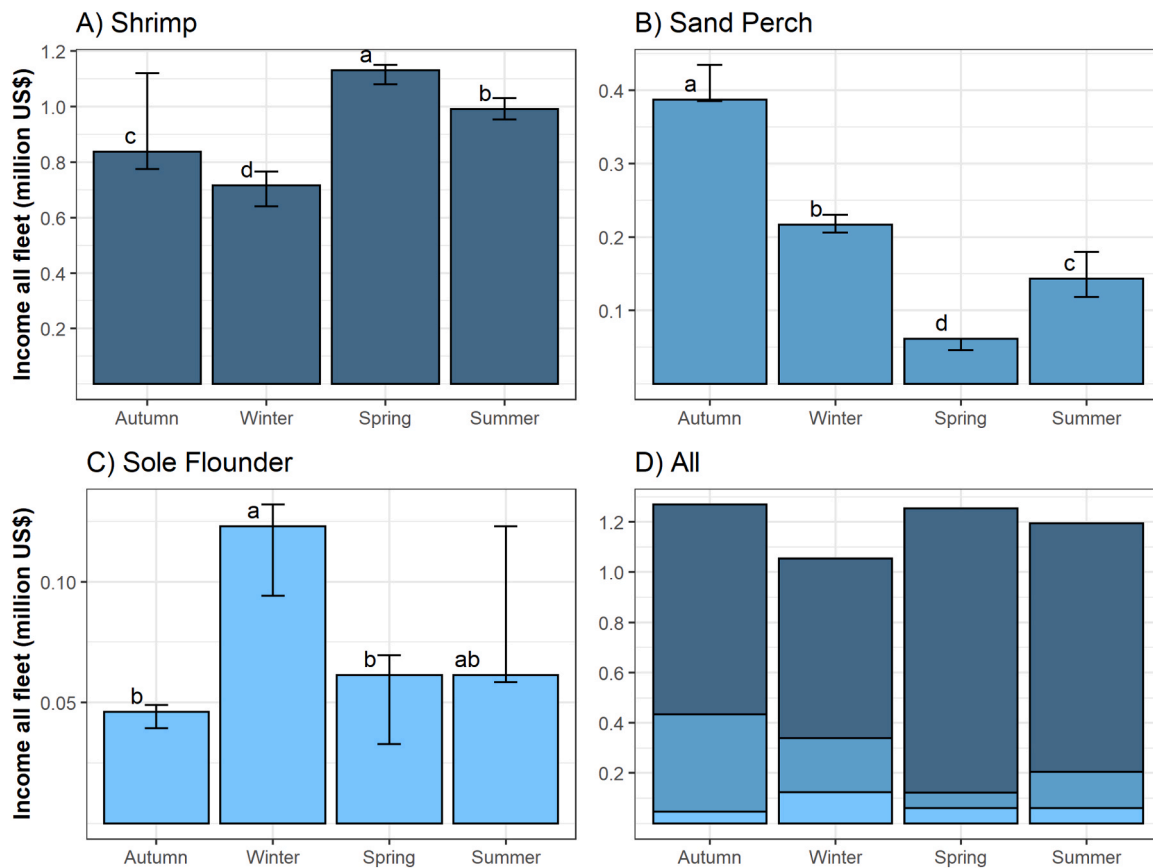 A) Shrimp
Income all fleet (million US$)
1.2
1.0
0.8
0.6
0.4
0.2
c
d
a
b
Autumn Winter Spring Summer
B) Sand Perch
0.4
0.3
0.2
0.1
a
b
d
c
Autumn Winter Spring Summer
C) Sole Flounder
Income all fleet (million US$)
0.10
0.05
b
a
b
ab
Autumn Winter Spring Summer
D) All
1.2
1.0
0.8
0.6
0.4
0.2
Autumn Winter Spring Summer